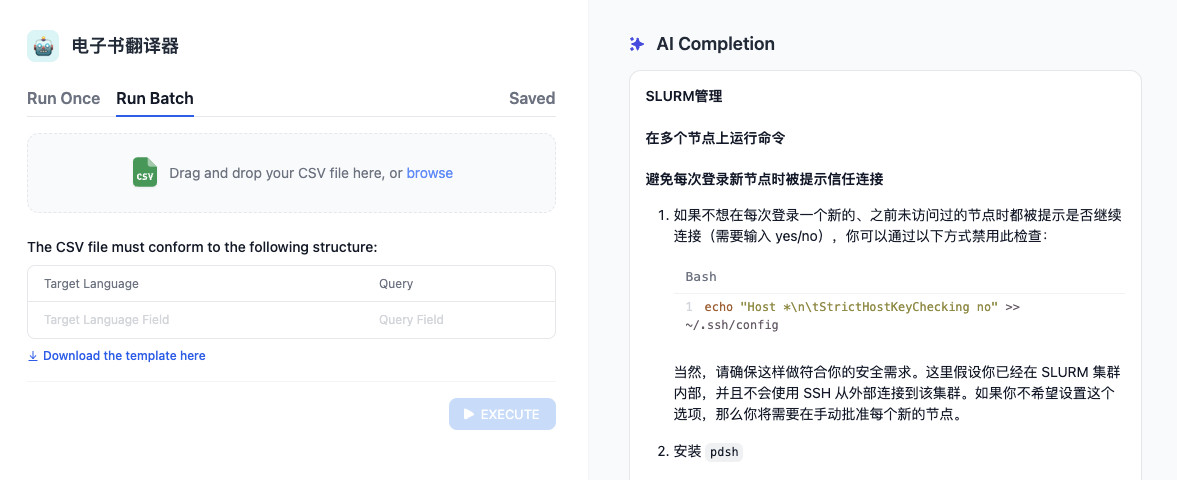 电子书翻译器
Run Once
Run Batch
Saved
CSV
Drag and drop your CSV file here, or browse
The CSV file must conform to the following structure:
Target Language
Query
Target Language Field
Query Field
Download the template here
EXECUTE
AI Completion
SLURM管理
在多个节点上运行命令
避免每次登录新节点时被提示信任连接
1. 如果不想在每次登录一个新的、之前未访问过的节点时都被提示是否继续
连接（需要输入 yes/no），你可以通过以下方式禁用此检查：
Bash
1 echo "Host *\n\tStrictHostKeyChecking no" >>
~/.ssh/config
当然，请确保这样做符合你的安全需求。这里假设你已经在 SLURM 集群
内部，并且不会使用 SSH 从外部连接到该集群。如果你不希望设置这个
选项，那么你将需要在手动批准每个新的节点。
2. 安装 pdsh